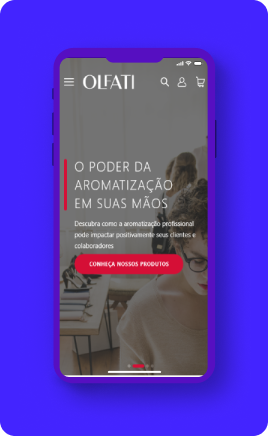 OLFATI
O PODER DA
AROMATIZAÇÃO
EM SUAS MÃOS
Descubra como a aromatização profissional
pode impactar positivamente seus clientes e
colaboradores
CONHEÇA NOSSOS PRODUTOS